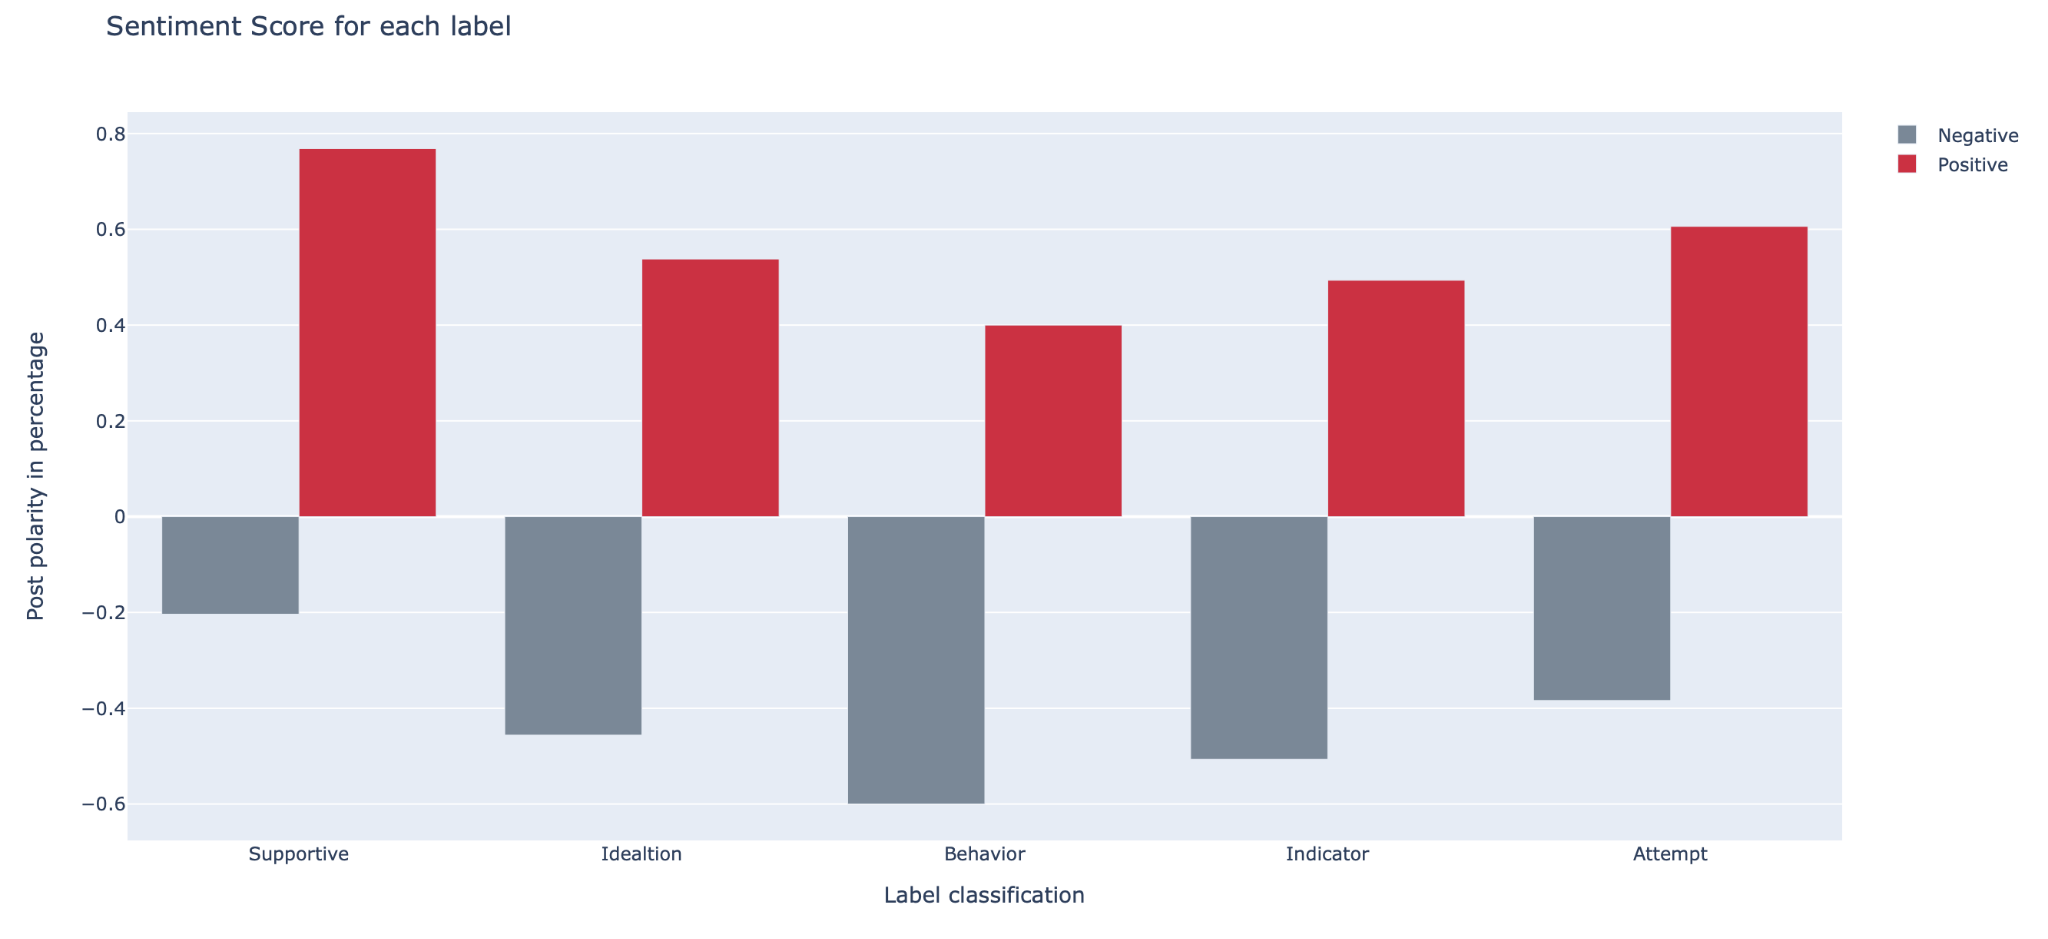 Sentiment Score for each label
Negative
Positive
0.8
0.6
0.4
0.2
0
−0.2
−0.4
−0.6
Post polarity in percentage
Supportive Idealtion Behavior Indicator Attempt
Label classification